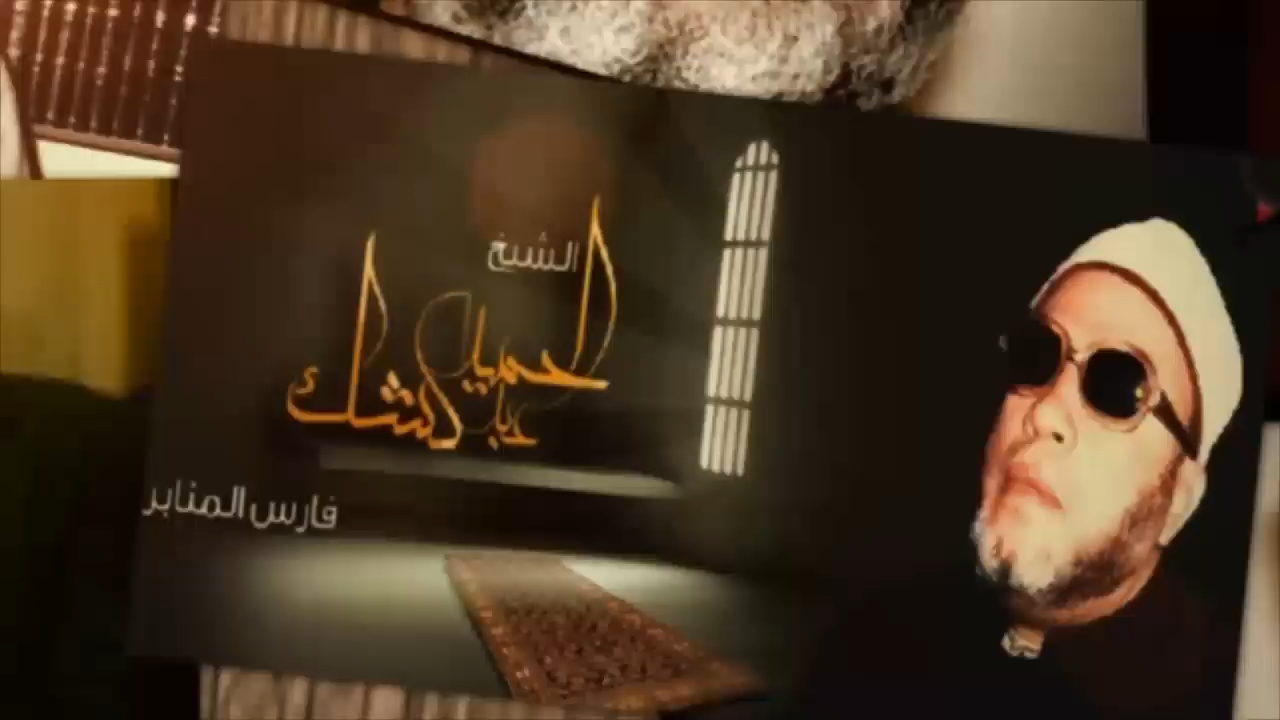 الشيخ
عبد الحميد
كشك
فارس المنابر